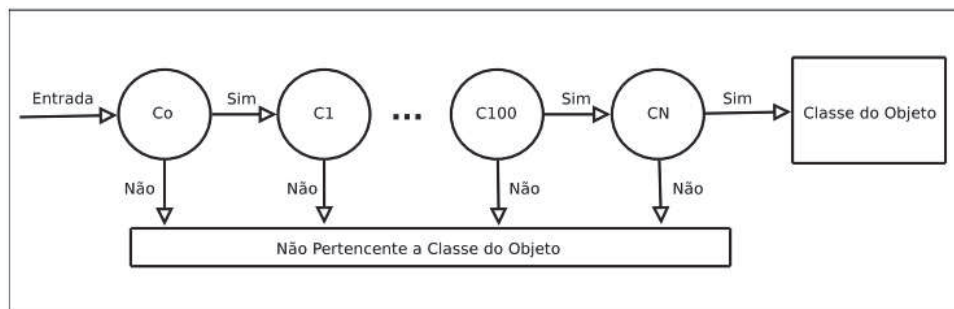 Entrada
Co
Sim
C1
...
C100
Sim
CN
Sim
Classe do Objeto
Não
Não
Não
Não
Não Pertencente a Classe do Objeto